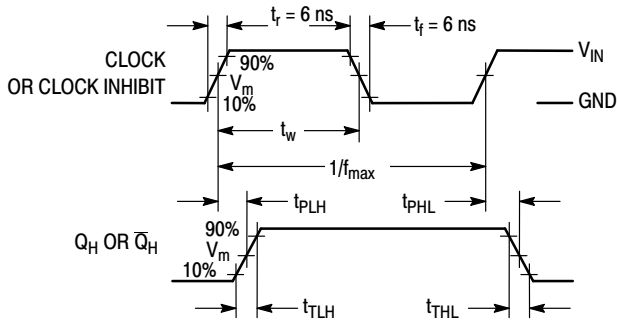 t_r = 6 ns
t_f = 6 ns
CLOCK
OR CLOCK INHIBIT
90%
V_m
10%
V_IN
GND
t_w
1/f_max
t_PLH
t_PHL
Q_H OR Q̅_H
90%
V_m
10%
t_TLH
t_THL